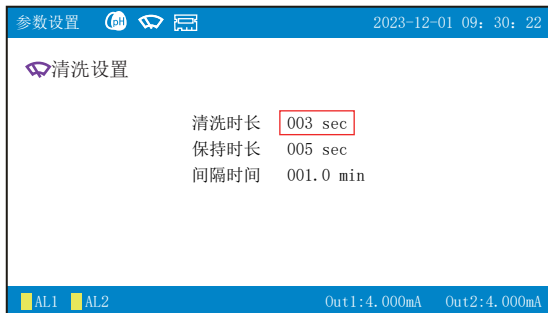 参数设置 pH 2023-12-01 09: 30: 22
清洗设置
清洗时长 003 sec
保持时长 005 sec
间隔时间 001.0 min
AL1 AL2 Out1:4.000mA Out2:4.000mA